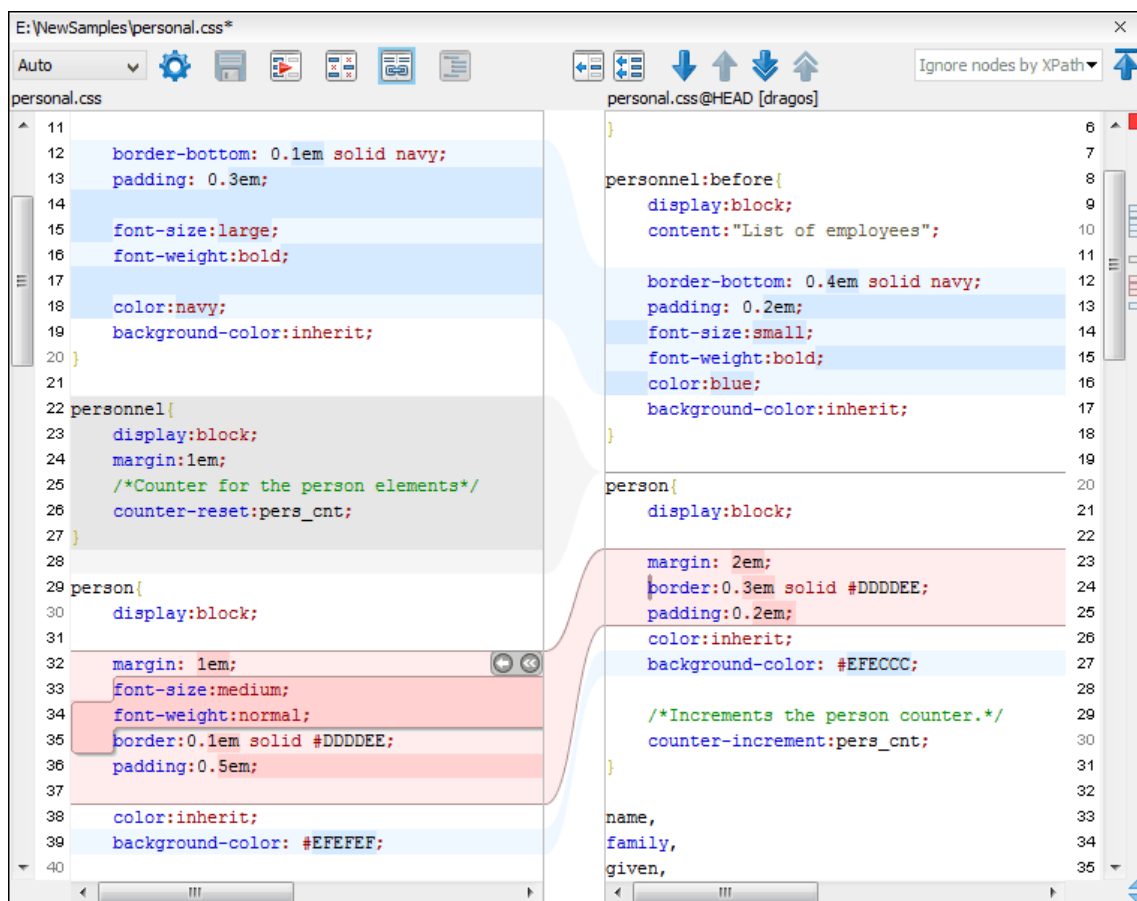 E:\NewSamples\personal.css*
Auto
Ignore nodes by XPath
personal.css
personal.css@HEAD [dragos]
11
12 border-bottom: 0.1em solid navy;
13 padding: 0.3em;
14
15 font-size:large;
16 font-weight:bold;
17
18 color:navy;
19 background-color:inherit;
20 }
21
22 personnel{
23 display:block;
24 margin:1em;
25 /*Counter for the person elements*/
26 counter-reset:pers_cnt;
27 }
28
29 person{
30 display:block;
31
32 margin: 1em;
33 font-size:medium;
34 font-weight:normal;
35 border:0.1em solid #DDDDEE;
36 padding:0.5em;
37
38 color:inherit;
39 background-color: #EFEFEF;
40
} 6
7
personnel:before{ 8
display:block; 9
content:"List of employees"; 10
11
border-bottom: 0.4em solid navy; 12
padding: 0.2em; 13
font-size:small; 14
font-weight:bold; 15
color:blue; 16
background-color:inherit; 17
} 18
19
person{ 20
display:block; 21
22
margin: 2em; 23
border:0.3em solid #DDDDEE; 24
padding:0.2em; 25
color:inherit; 26
background-color: #EFECCC; 27
28
/*Increments the person counter.*/ 29
counter-increment:pers_cnt; 30
} 31
32
name, 33
family, 34
given, 35